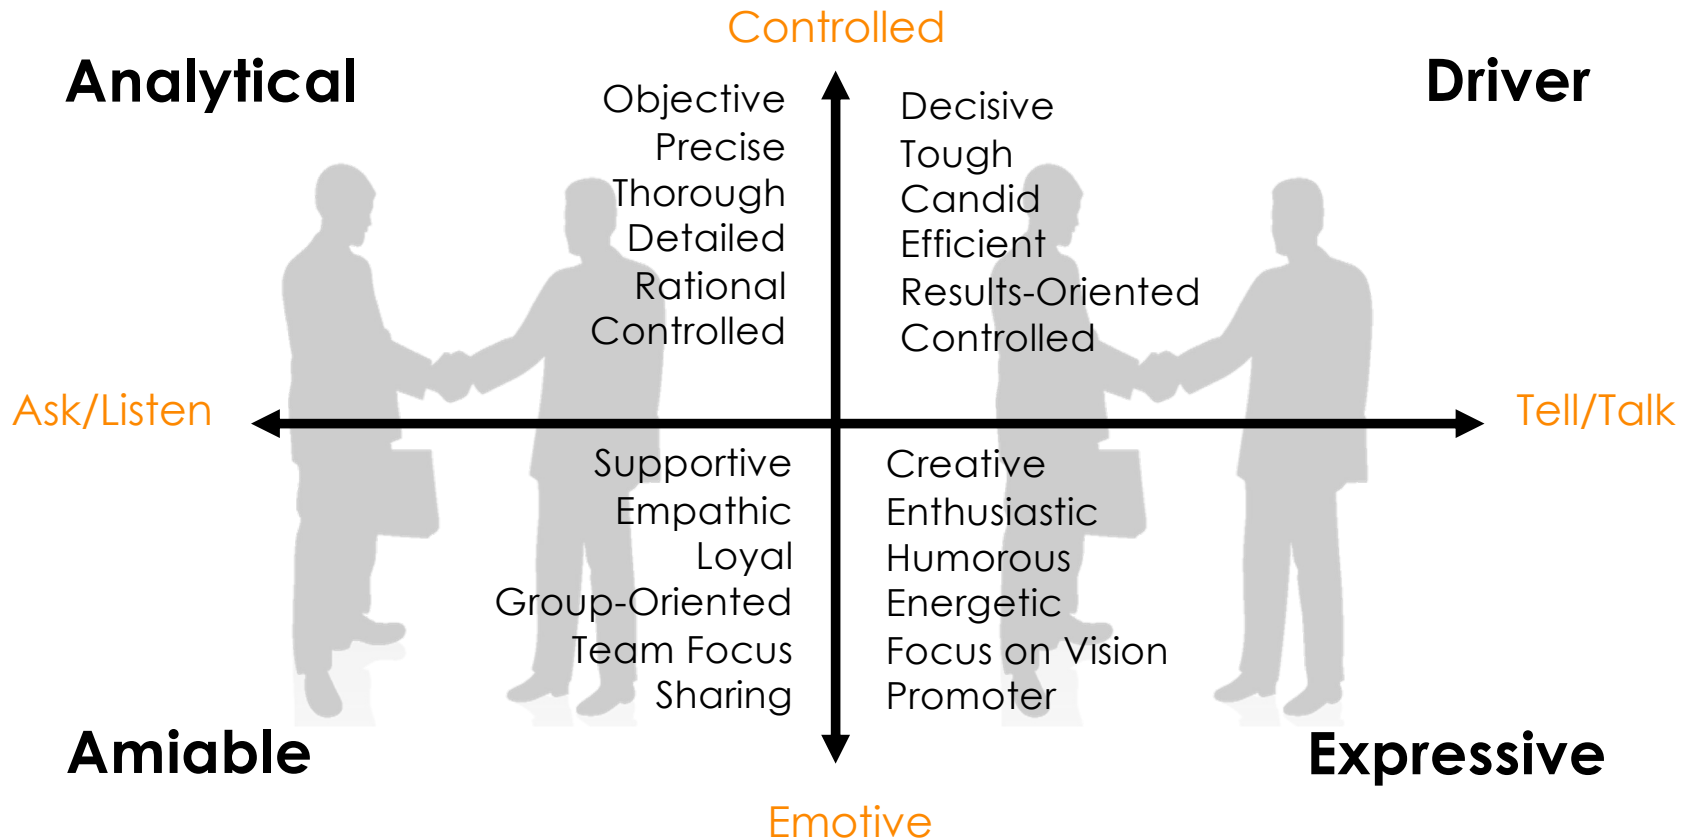 Controlled
Analytical
Driver
Objective
Precise
Thorough
Detailed
Rational
Controlled
Decisive
Tough
Candid
Efficient
Results-Oriented
Controlled
Ask/Listen
Tell/Talk
Supportive
Empathic
Loyal
Group-Oriented
Team Focus
Sharing
Creative
Enthusiastic
Humorous
Energetic
Focus on Vision
Promoter
Amiable
Expressive
Emotive